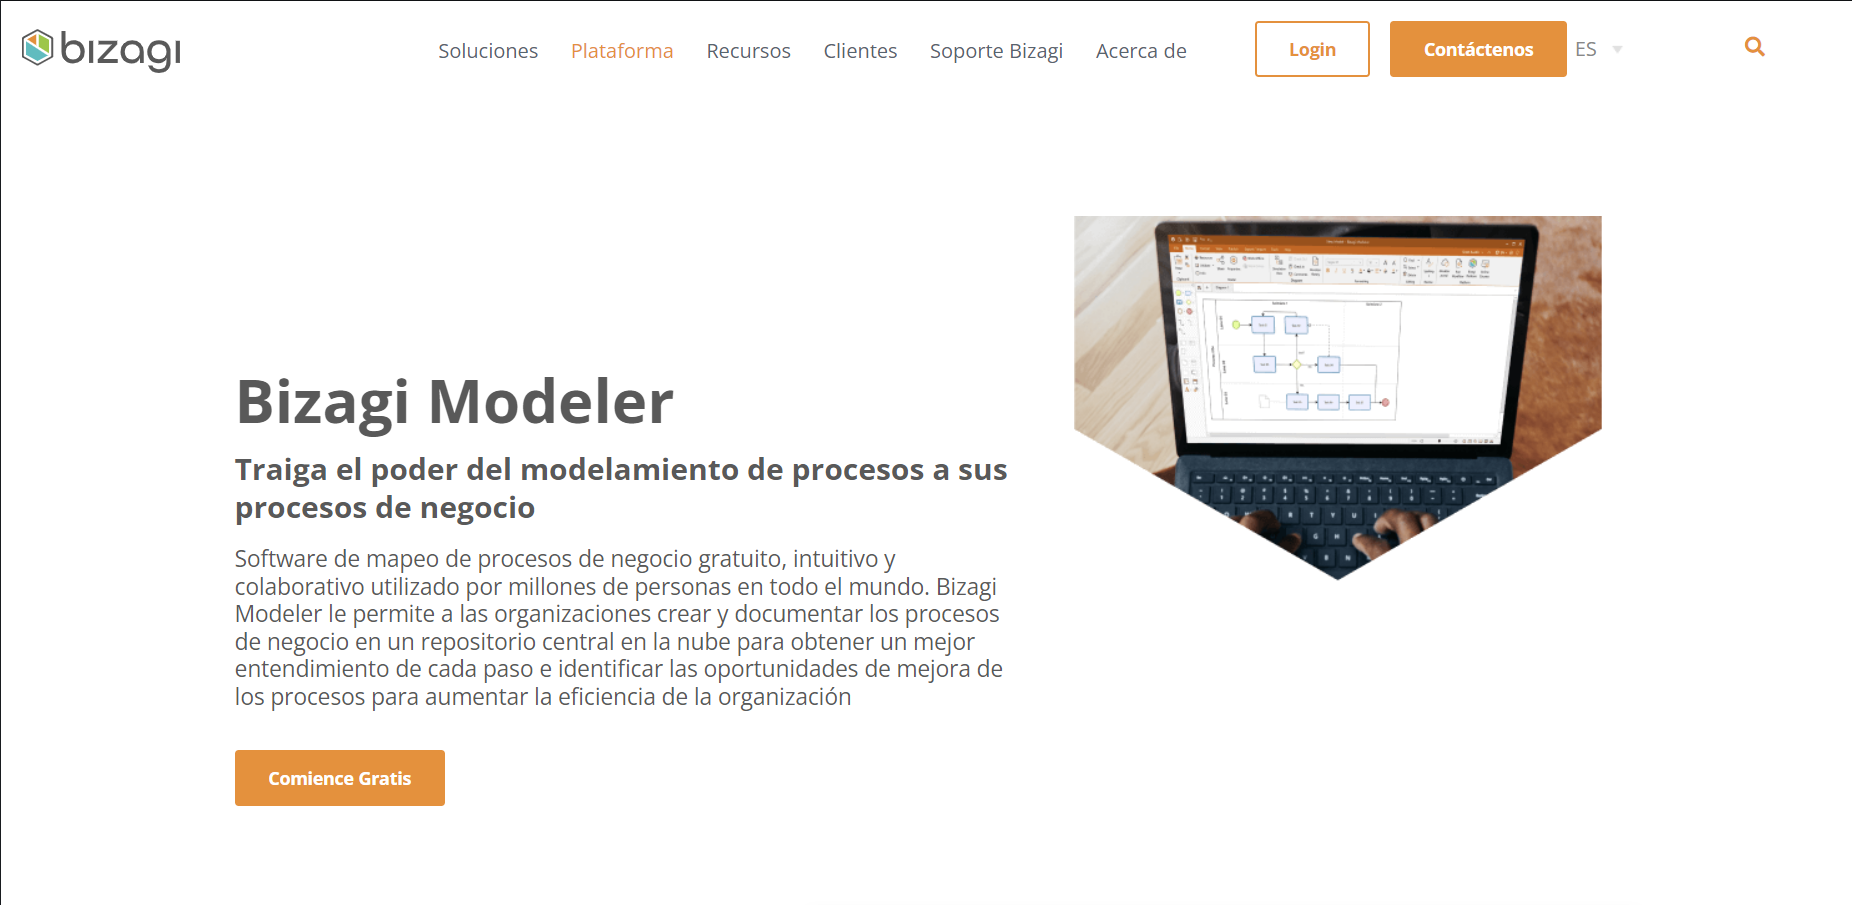 bizagi
Soluciones Plataforma Recursos Clientes Soporte Bizagi Acerca de Login Contáctenos ES
Bizagi Modeler
Traiga el poder del modelamiento de procesos a sus
procesos de negocio
Software de mapeo de procesos de negocio gratuito, intuitivo y
colaborativo utilizado por millones de personas en todo el mundo. Bizagi
Modeler le permite a las organizaciones crear y documentar los procesos
de negocio en un repositorio central en la nube para obtener un mejor
entendimiento de cada paso e identificar las oportunidades de mejora de
los procesos para aumentar la eficiencia de la organización
Comience Gratis